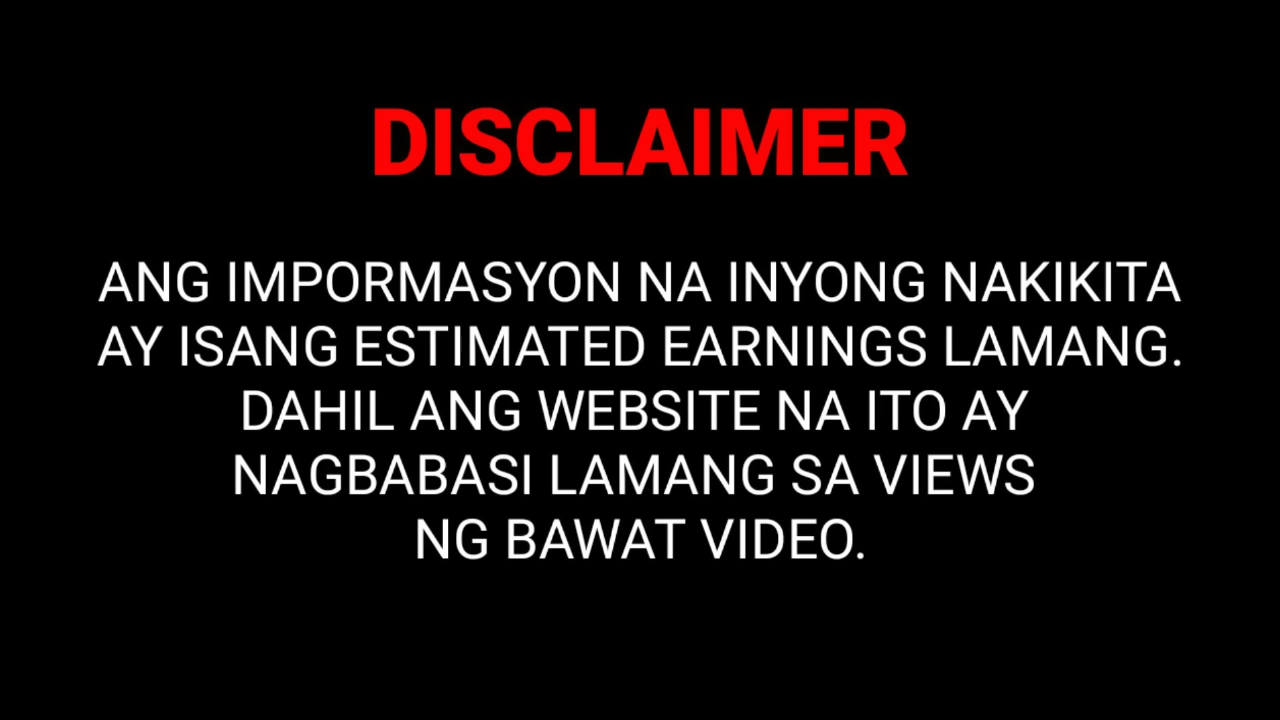 DISCLAIMER
ANG IMPORMASYON NA INYONG NAKIKITA
AY ISANG ESTIMATED EARNINGS LAMANG.
DAHIL ANG WEBSITE NA ITO AY
NAGBABASI LAMANG SA VIEWS
NG BAWAT VIDEO.